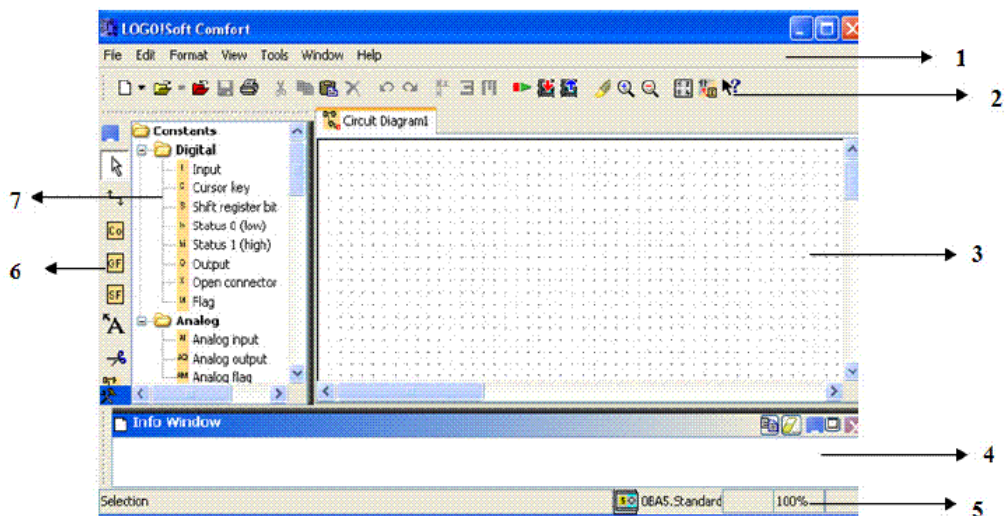 LOGO!Soft Comfort
File Edit Format View Tools Window Help
1
2
Circuit Diagram1
Constants
Digital
Input
Cursor key
Shift register bit
Status 0 (low)
Status 1 (high)
Output
Open connector
Flag
Analog
Analog input
Analog output
Analog flag
7
Co
GF
6
SF
A
3
Info Window
4
Selection
0BA5.Standard
100%
5